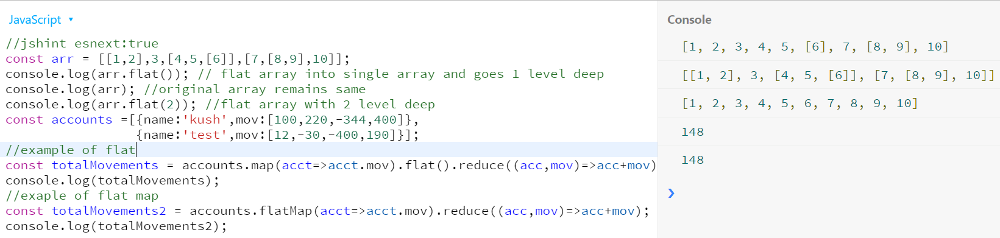 JavaScript ▾
//jshint esnext:true
const arr = [[1,2],3,[4,5,[6]],[7,[8,9],10]];
console.log(arr.flat()); // flat array into single array and goes 1 level deep
console.log(arr); //original array remains same
console.log(arr.flat(2)); //flat array with 2 level deep
const accounts =[{name:'kush',mov:[100,220,-344,400]},
{name:'test',mov:[12,-30,-400,190]}];
//example of flat
const totalMovements = accounts.map(acct=>acct.mov).flat().reduce((acc,mov)=>acc+mov)
console.log(totalMovements);
//exaple of flat map
const totalMovements2 = accounts.flatMap(acct=>acct.mov).reduce((acc,mov)=>acc+mov);
console.log(totalMovements2);
Console
[1, 2, 3, 4, 5, [6], 7, [8, 9], 10]
[[1, 2], 3, [4, 5, [6]], [7, [8, 9], 10]]
[1, 2, 3, 4, 5, 6, 7, 8, 9, 10]
148
148
❯